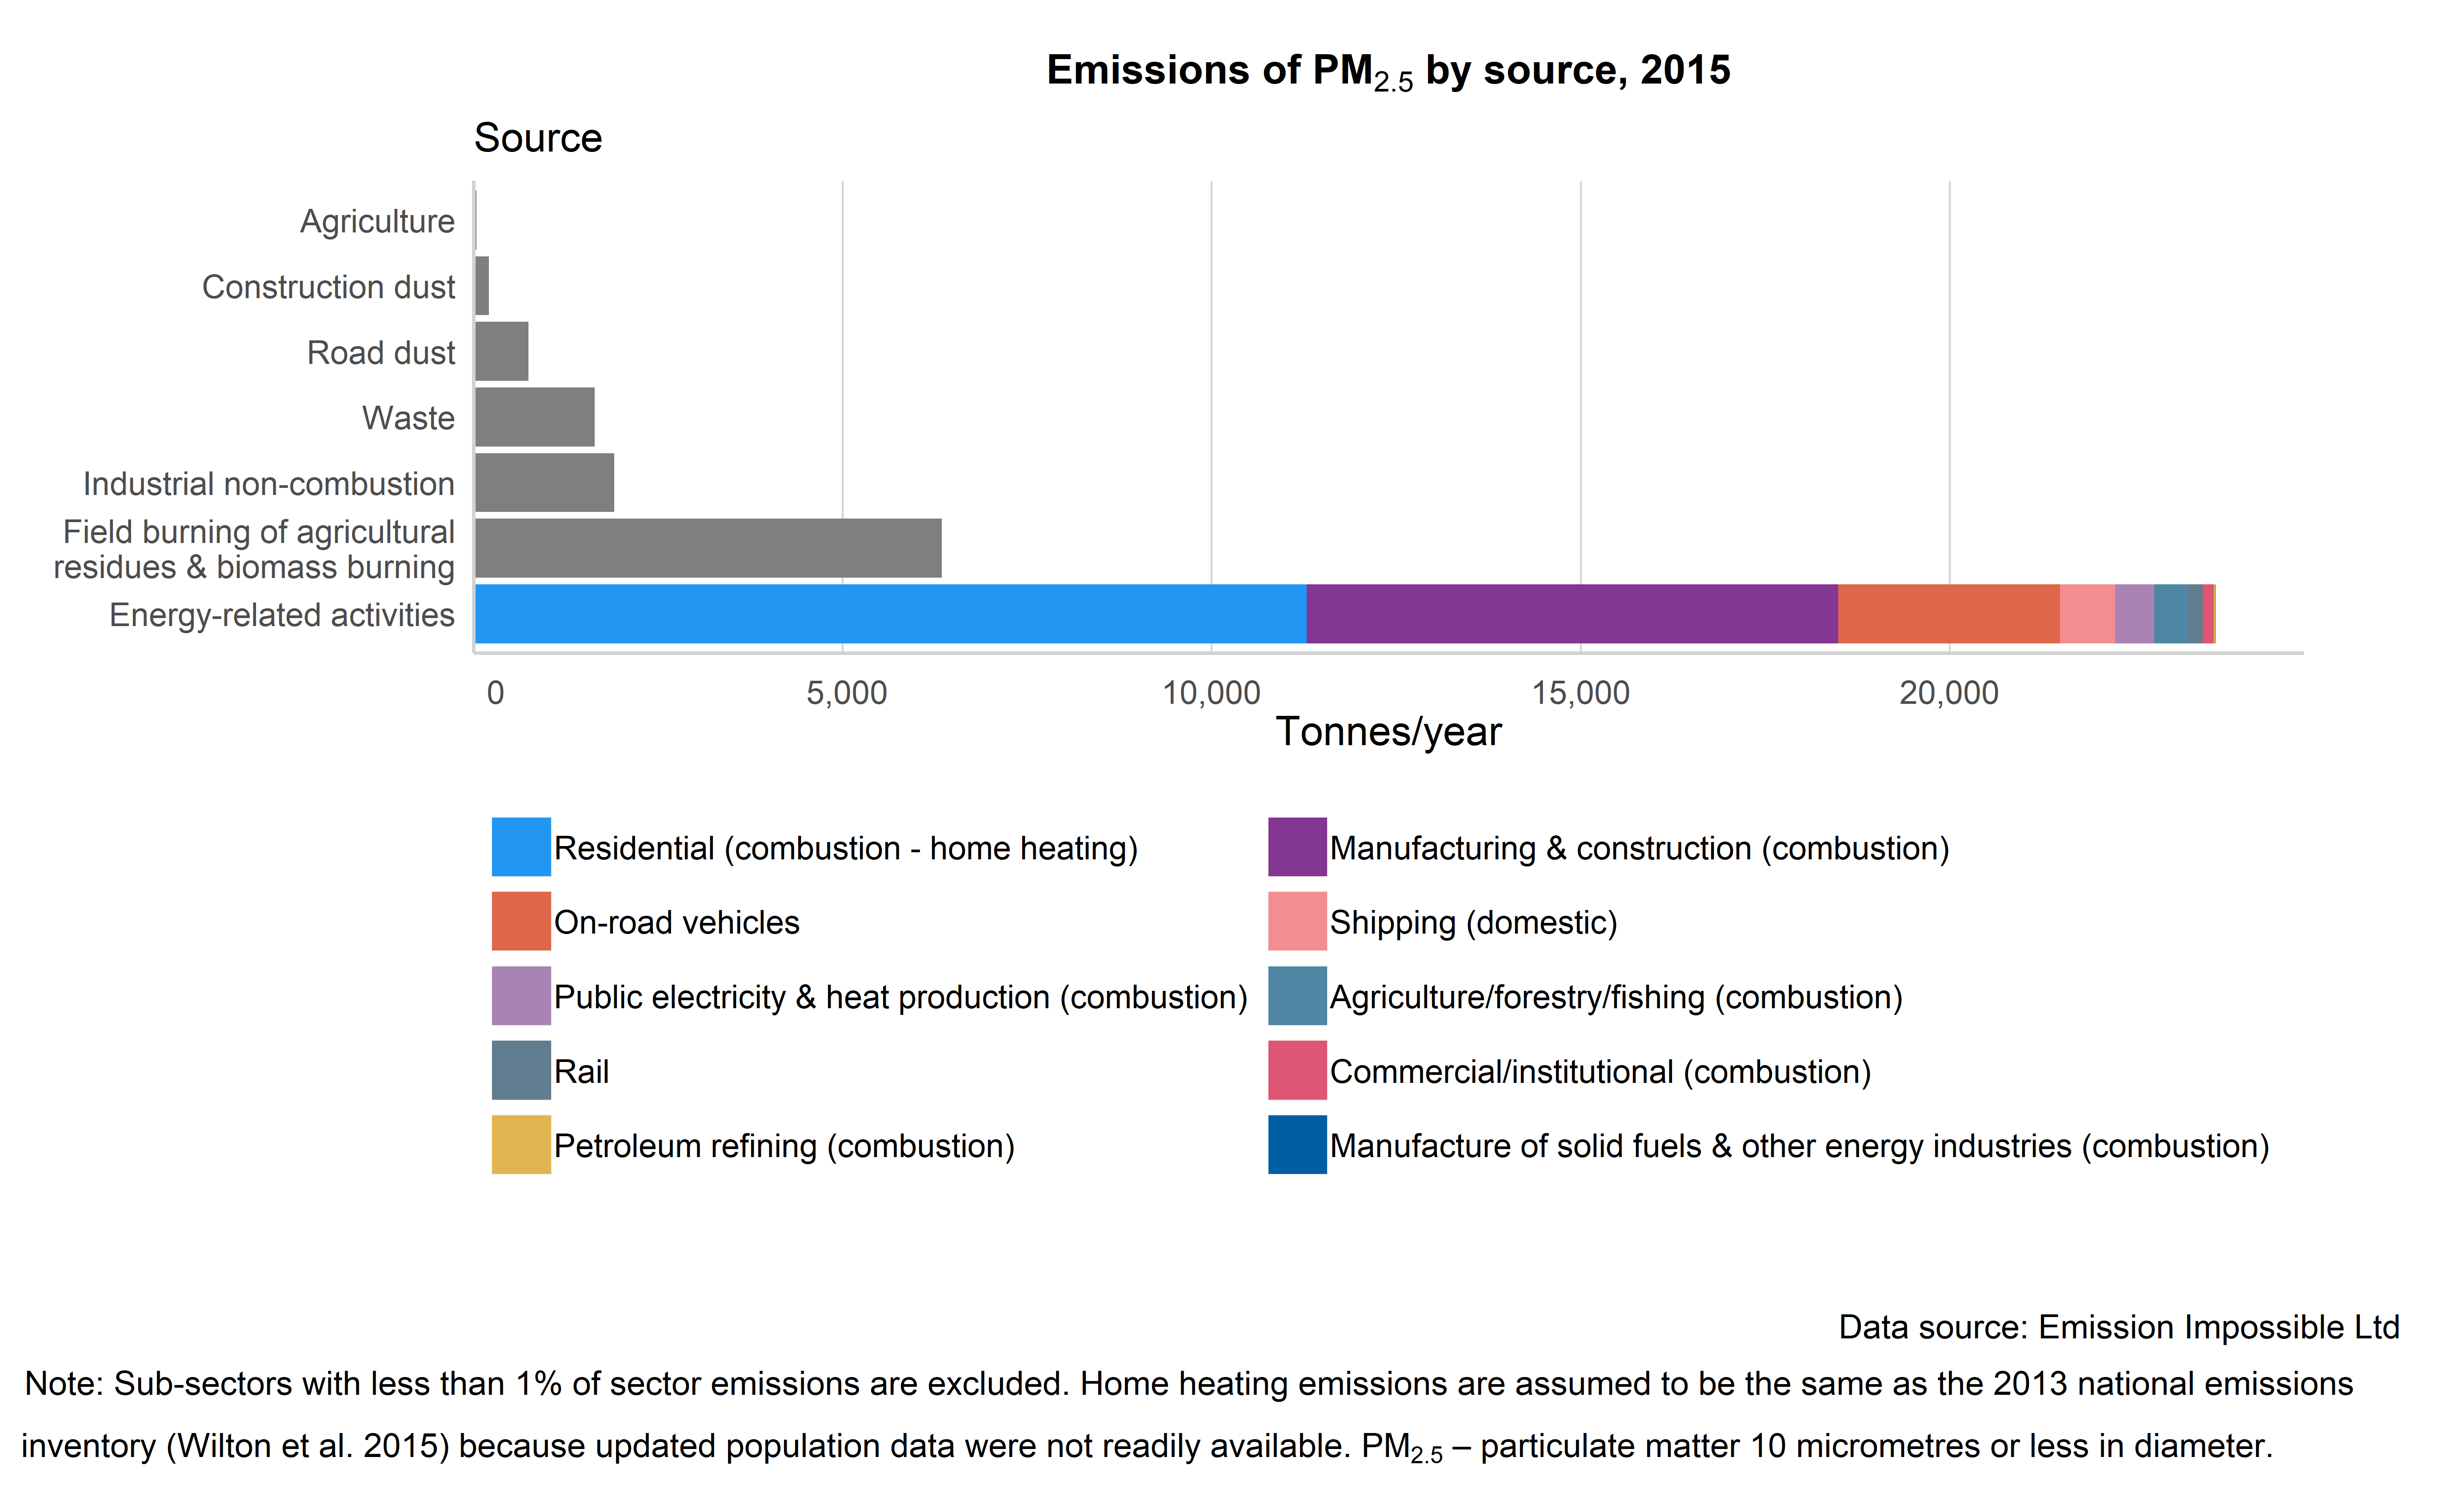 Emissions of PM2.5 by source, 2015
Source
Agriculture
Construction dust
Road dust
Waste
Industrial non-combustion
Field burning of agricultural
residues & biomass burning
Energy-related activities
0 5,000 10,000 15,000 20,000
Tonnes/year
Residential (combustion - home heating) Manufacturing & construction (combustion)
On-road vehicles Shipping (domestic)
Public electricity & heat production (combustion) Agriculture/forestry/fishing (combustion)
Rail Commercial/institutional (combustion)
Petroleum refining (combustion) Manufacture of solid fuels & other energy industries (combustion)
Data source: Emission Impossible Ltd
Note: Sub-sectors with less than 1% of sector emissions are excluded. Home heating emissions are assumed to be the same as the 2013 national emissions
inventory (Wilton et al. 2015) because updated population data were not readily available. PM2.5 – particulate matter 10 micrometres or less in diameter.